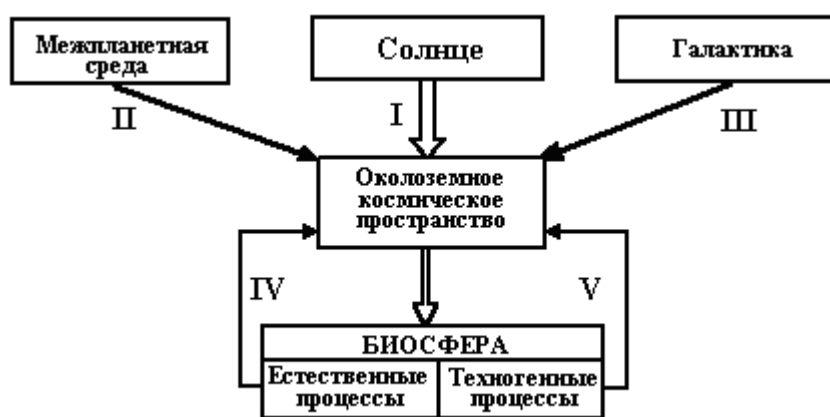 Межпланетная
среда
Солнце
Галактика
II
I
III
Околоземное
космическое
пространство
IV
V
БИОСФЕРА
Естественные
процессы
Техногенные
процессы